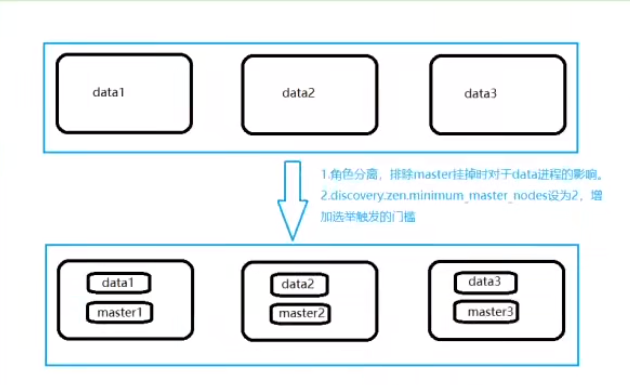 data1
data2
data3
1.角色分离，排除master挂掉时对于data进程的影响。
2.discovery.zen.minimum_master_nodes设为2，增
加选举触发的门槛
data1
data2
data3
master1
master2
master3